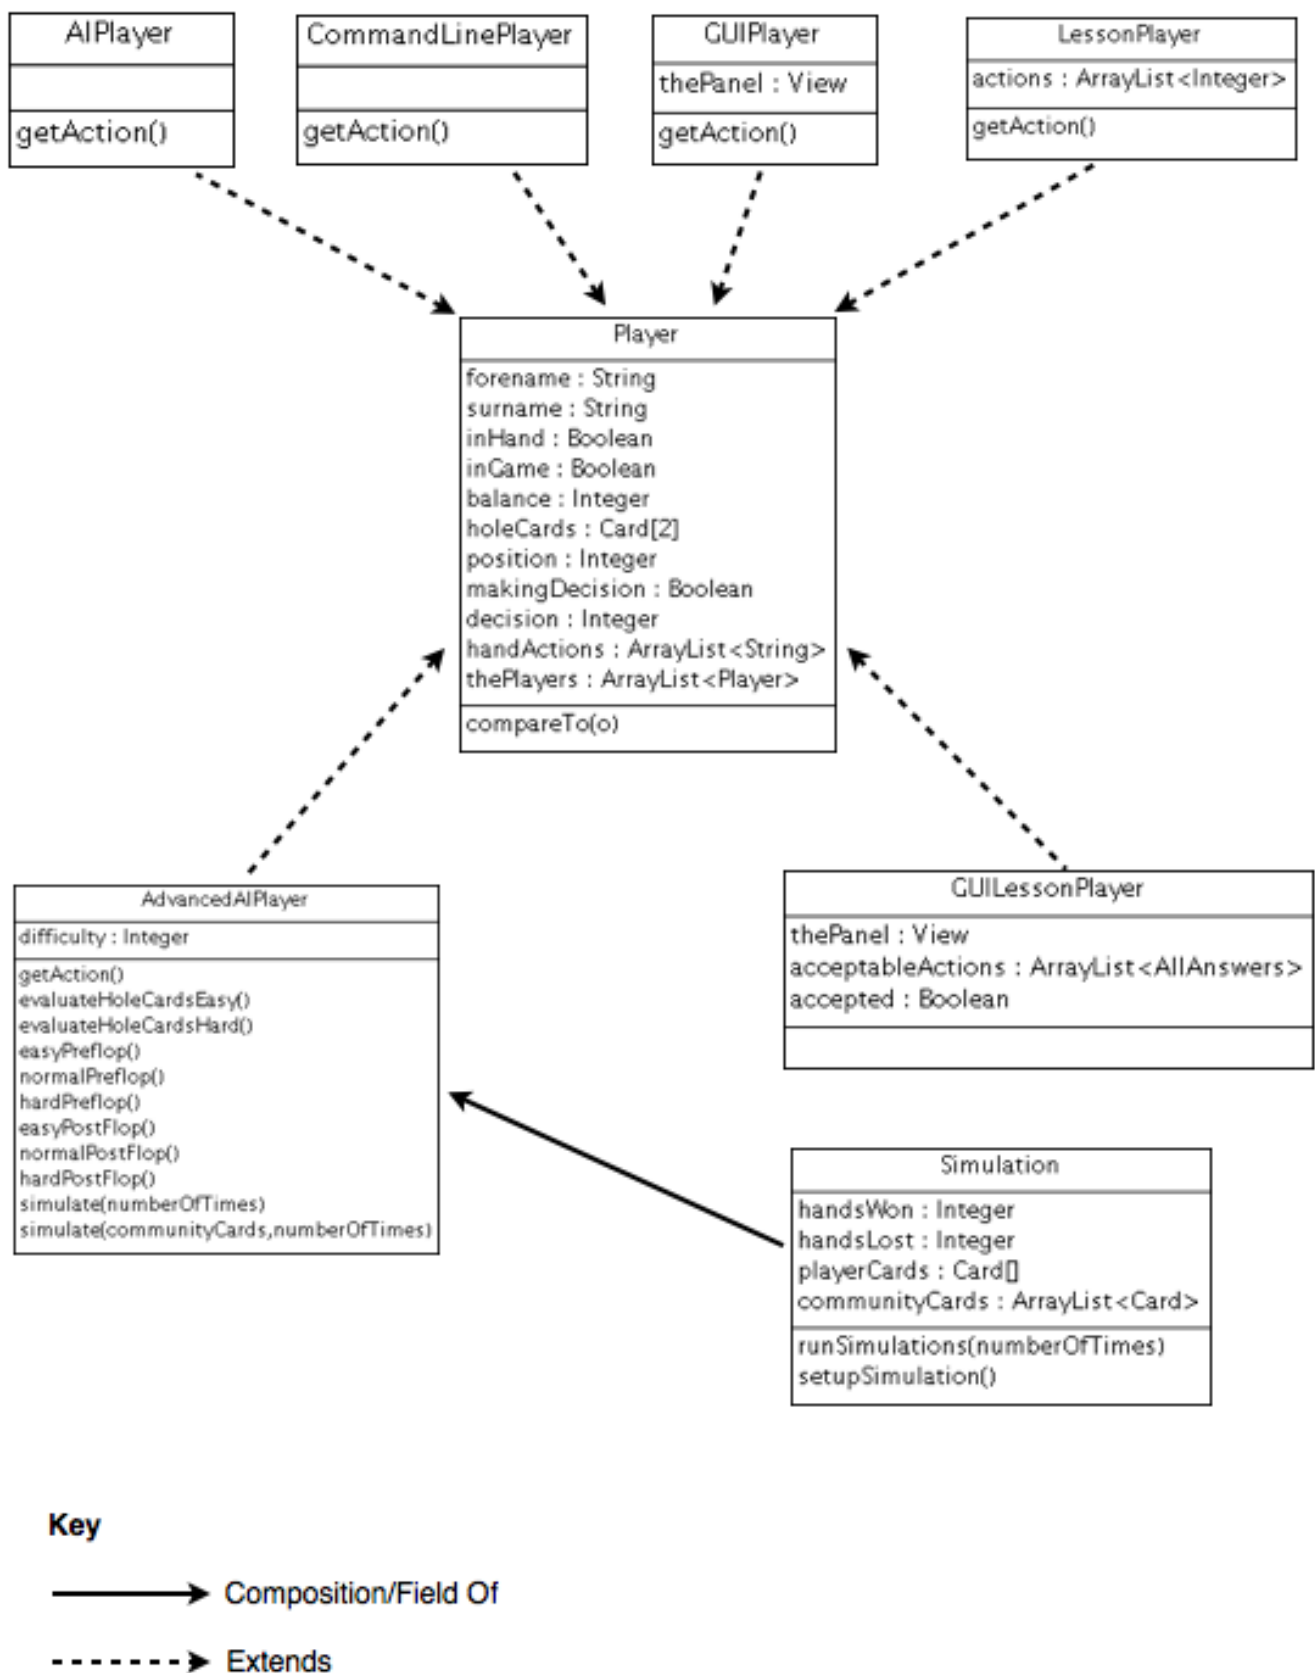 AIPlayer
getAction()
CommandLinePlayer
getAction()
GUIPlayer
thePanel : View
getAction()
LessonPlayer
actions : ArrayList<Integer>
getAction()
Player
forename : String
surname : String
inHand : Boolean
inGame : Boolean
balance : Integer
holeCards : Card[2]
position : Integer
makingDecision : Boolean
decision : Integer
handActions : ArrayList<String>
thePlayers : ArrayList<Player>
compareTo(o)
AdvancedAIPlayer
difficulty : Integer
getAction()
evaluateHoleCardsEasy()
evaluateHoleCardsHard()
easyPreflop()
normalPreflop()
hardPreflop()
easyPostFlop()
normalPostFlop()
hardPostFlop()
simulate(numberOfTimes)
simulate(communityCards,numberOfTimes)
GUILessonPlayer
thePanel : View
acceptableActions : ArrayList<AllAnswers>
accepted : Boolean
Simulation
handsWon : Integer
handsLost : Integer
playerCards : Card[]
communityCards : ArrayList<Card>
runSimulations(numberOfTimes)
setupSimulation()
Key
Composition/Field Of
Extends